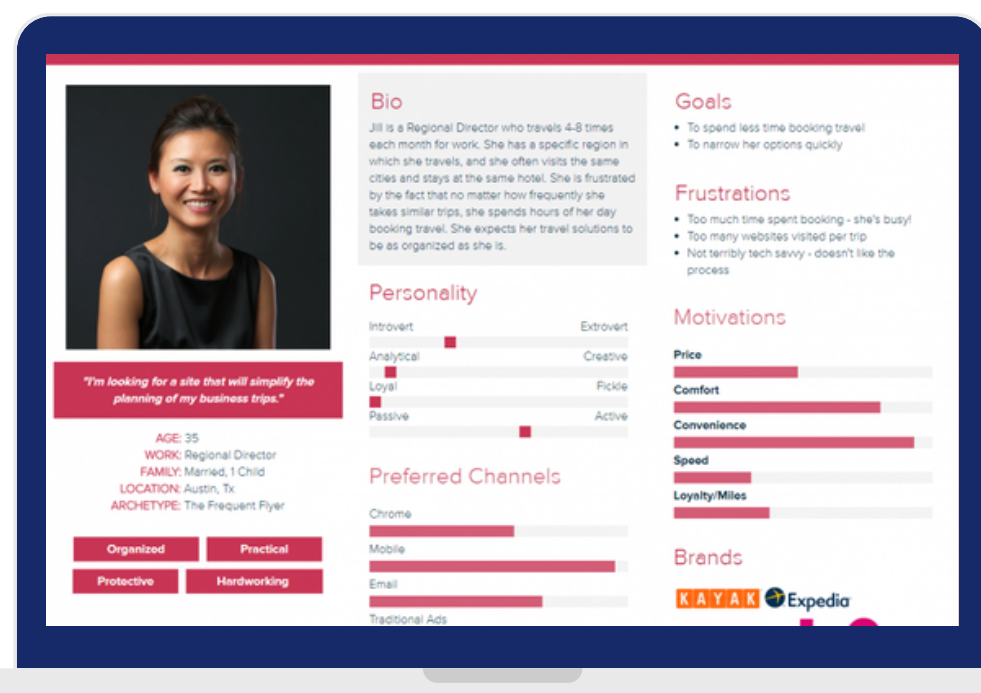 "I'm looking for a site that will simplify the
planning of my business trips."
AGE: 35
WORK: Regional Director
FAMILY: Married, 1 Child
LOCATION: Austin, Tx
ARCHETYPE: The Frequent Flyer
Organized
Practical
Protective
Hardworking
Bio
Jill is a Regional Director who travels 4-8 times
each month for work. She has a specific region in
which she travels, and she often visits the same
cities and stays at the same hotel. She is frustrated
by the fact that no matter how frequently she
takes similar trips, she spends hours of her day
booking travel. She expects her travel solutions to
be as organized as she is.
Personality
Introvert Extrovert
Analytical Creative
Loyal Fickle
Passive Active
Preferred Channels
Chrome
Mobile
Email
Traditional Ads
Goals
• To spend less time booking travel
• To narrow her options quickly
Frustrations
• Too much time spent booking - she's busy!
• Too many websites visited per trip
• Not terribly tech savvy - doesn't like the
process
Motivations
Price
Comfort
Convenience
Speed
Loyalty/Miles
Brands
KAYAK Expedia